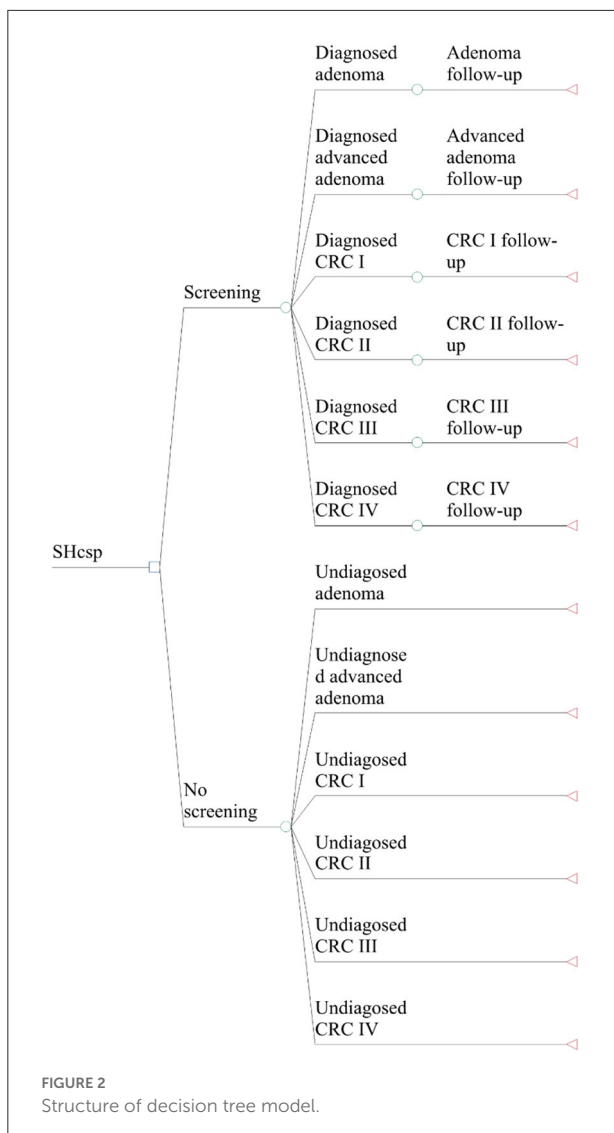 Diagnosed
adenoma
Adenoma
follow-up
Diagnosed
advanced
adenoma
Advanced
adenoma
follow-up
Diagnosed
CRC I
CRC I follow-
up
Screening
Diagnosed
CRC II
CRC II follow-
up
Diagnosed
CRC III
CRC III
follow-up
Diagnosed
CRC IV
CRC IV
follow-up
SHcsp
Undiagosed
adenoma
Undiagnose
d advanced
adenoma
Undiagosed
CRC I
No
screening
Undiagosed
CRC II
Undiagosed
CRC III
Undiagosed
CRC IV
FIGURE 2
Structure of decision tree model.